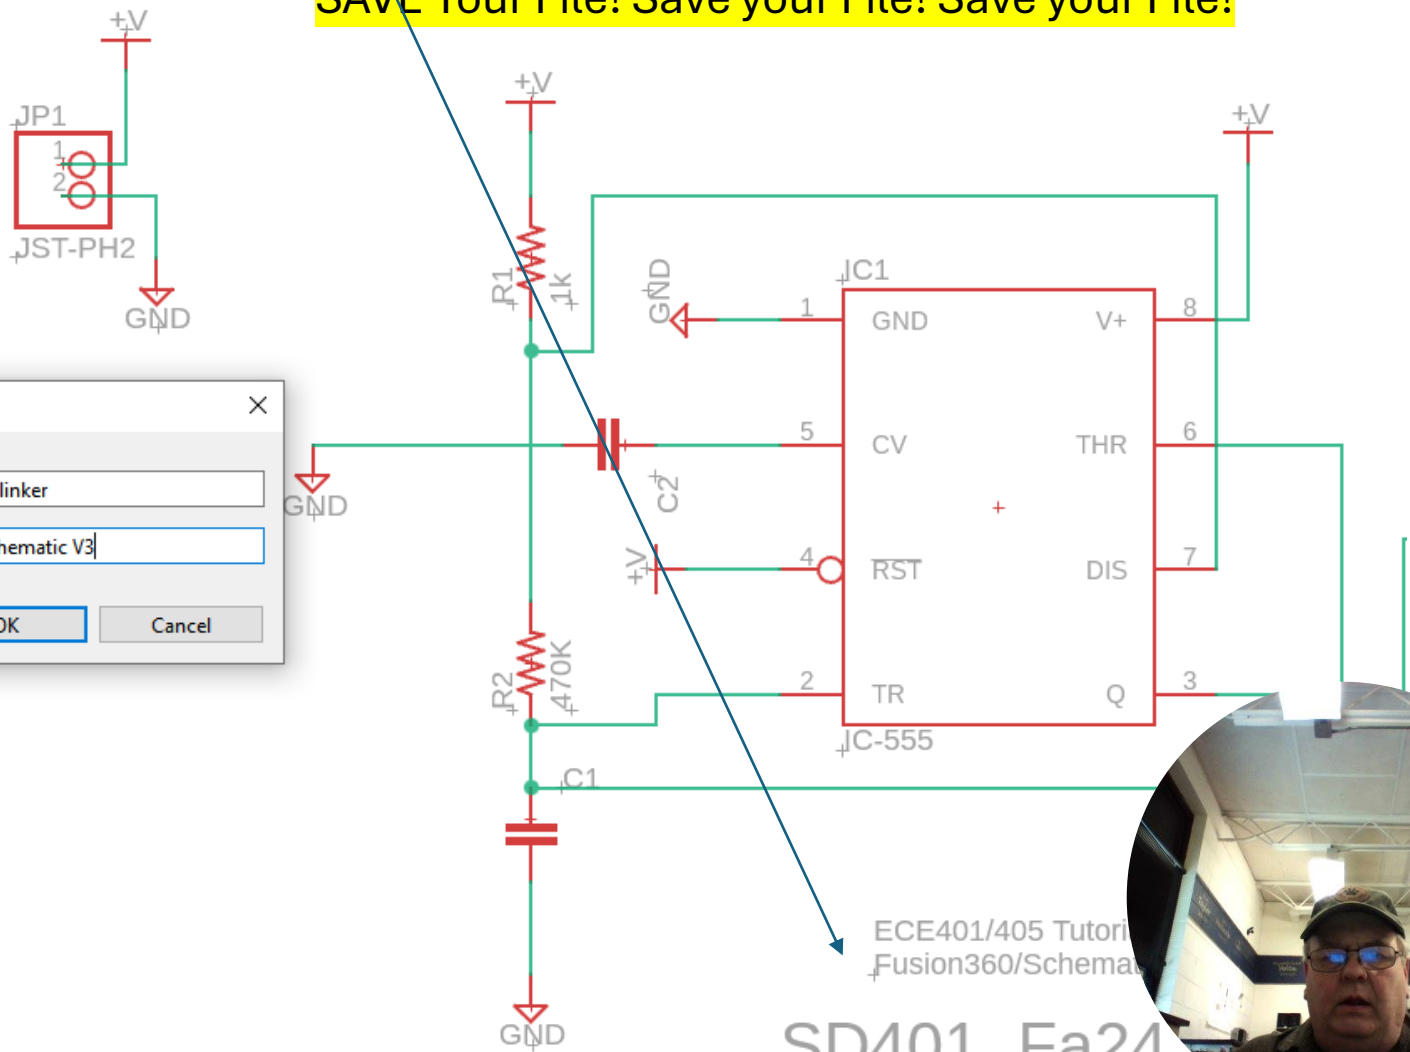 SAVE Your File! Save your File! Save your File!
+V
+V
+V
JP1
1
2
JST-PH2
GND
R1
1k
GND
IC1
1
GND
V+
8
5
CV
THR
6
C2
GND
linker
hematic V3
OK
Cancel
+V
4
RST
DIS
7
R2
470K
2
TR
Q
3
IC-555
C1
ECE401/405 Tutori
Fusion360/Schema
GND
SD401 Fa24